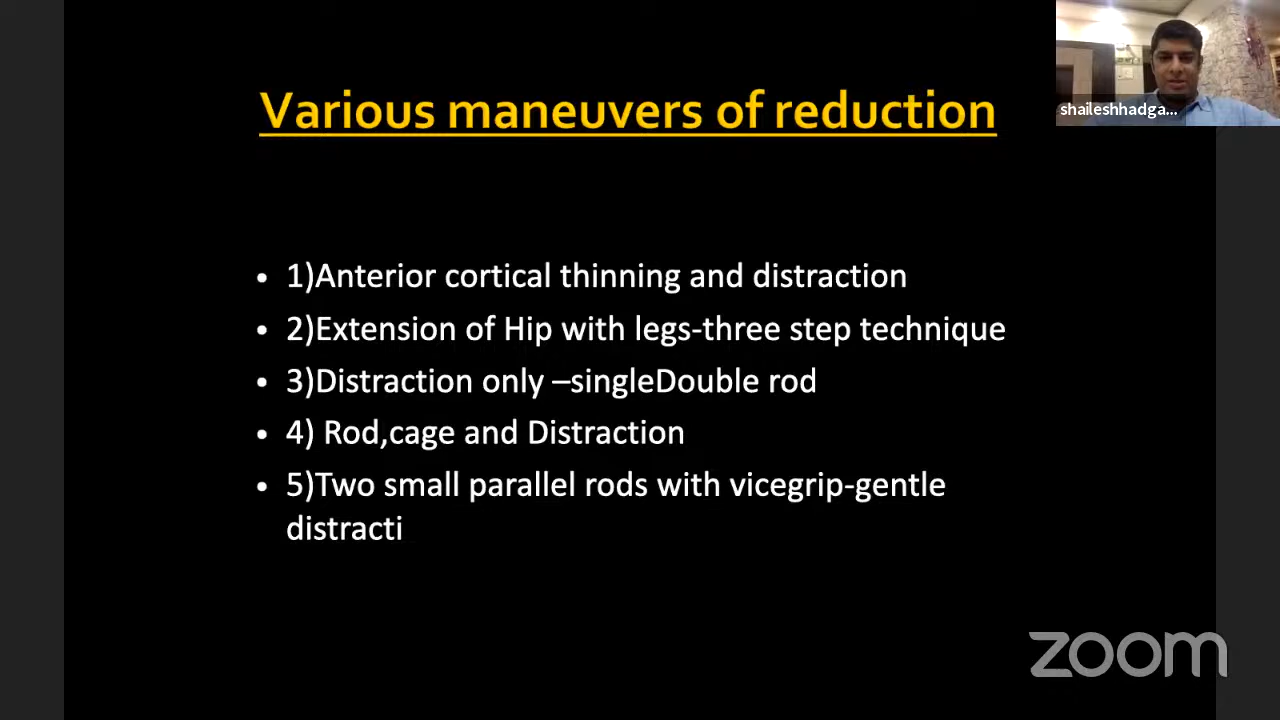 Various maneuvers of reduction
shaileshhadga...
• 1)Anterior cortical thinning and distraction
• 2)Extension of Hip with legs-three step technique
• 3)Distraction only –singleDouble rod
• 4) Rod,cage and Distraction
• 5)Two small parallel rods with vicegrip-gentle
distracti
zoom